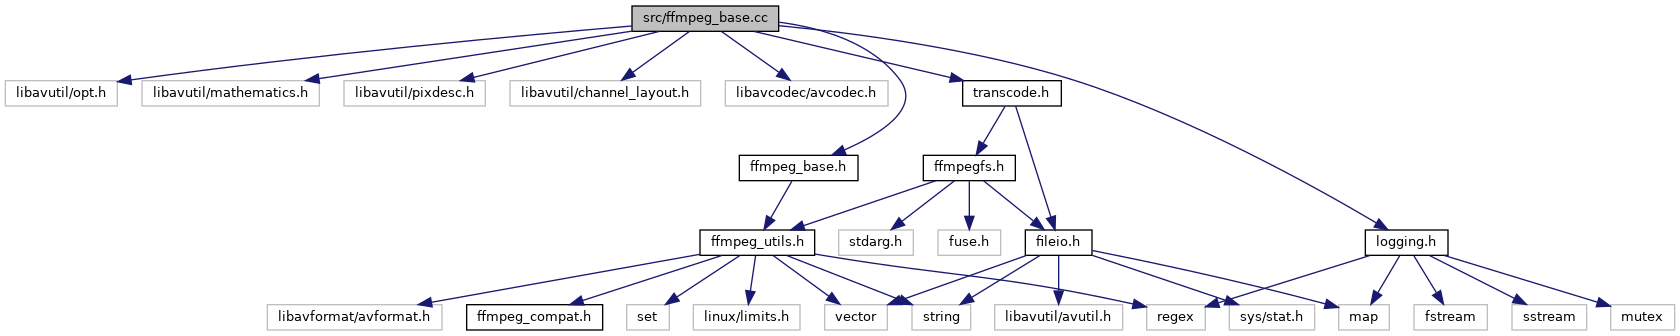 src/ffmpeg_base.cc
libavutil/opt.h
libavutil/mathematics.h
libavutil/pixdesc.h
libavutil/channel_layout.h
libavcodec/avcodec.h
transcode.h
ffmpeg_base.h
ffmpegfs.h
ffmpeg_utils.h
stdarg.h
fuse.h
fileio.h
logging.h
libavformat/avformat.h
ffmpeg_compat.h
set
linux/limits.h
vector
string
libavutil/avutil.h
regex
sys/stat.h
map
fstream
sstream
mutex